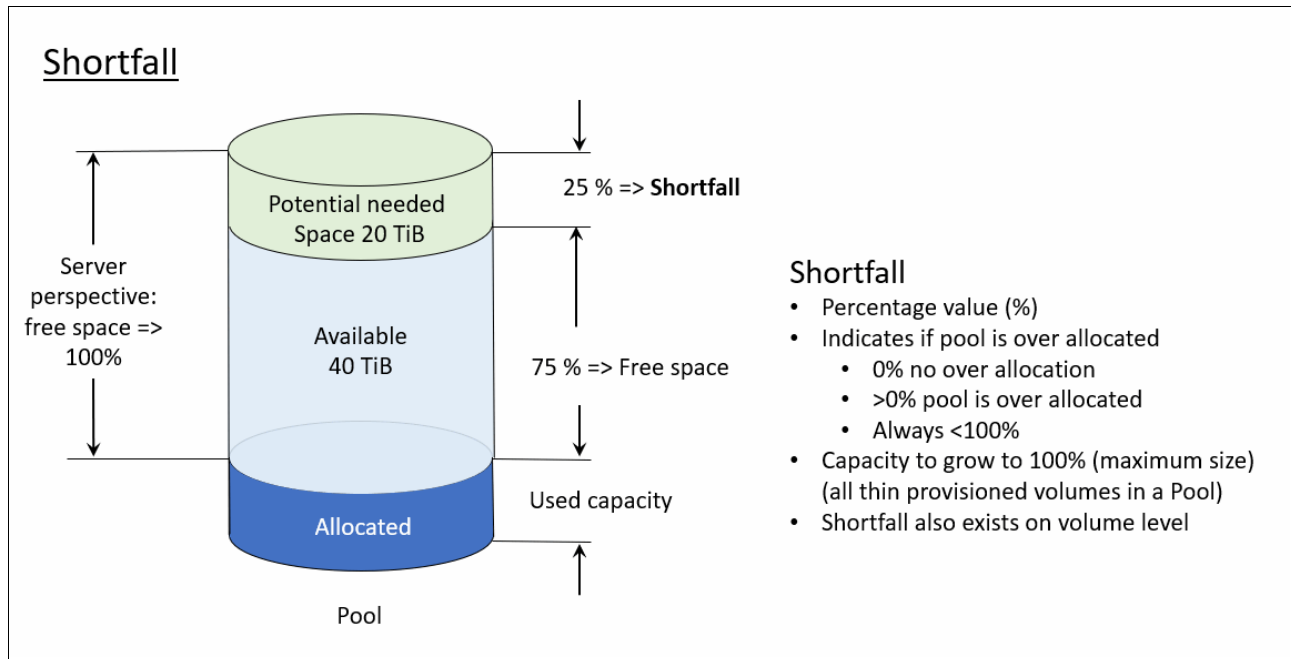 Shortfall
25 % => Shortfall
Potential needed
Space 20 TiB
Server
perspective:
free space =>
100%
Available
40 TiB
75 % => Free space
Used capacity
Allocated
Pool
Shortfall
• Percentage value (%)
• Indicates if pool is over allocated
• 0% no over allocation
• >0% pool is over allocated
• Always <100%
• Capacity to grow to 100% (maximum size)
(all thin provisioned volumes in a Pool)
• Shortfall also exists on volume level